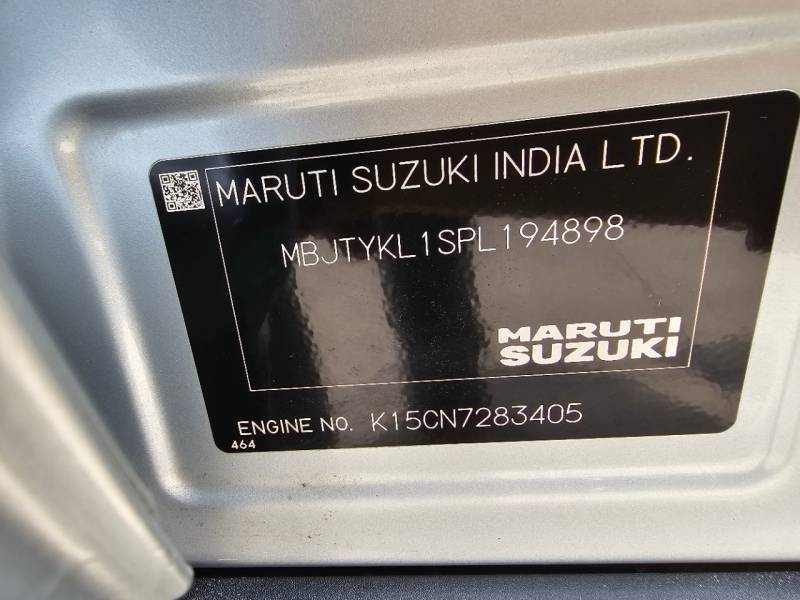 MARUTI SUZUKI INDIA LTD.
MBJTYKL1SPL194898
MARUTI
SUZUKI
ENGINE NO. K15CN7283405
464